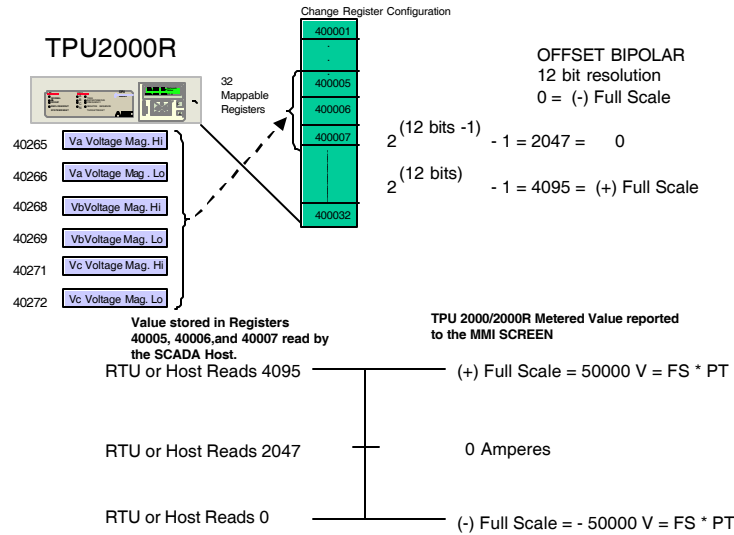 Change Register Configuration
400001
TPU2000R
32
Mappable
Registers
400005
400006
400007
400032
OFFSET BIPOLAR
12 bit resolution
0 = (-) Full Scale
2 (12 bits -1) - 1 = 2047 = 0
2 (12 bits) - 1 = 4095 = (+) Full Scale
40265 Va Voltage Mag. Hi
40266 Va Voltage Mag . Lo
40268 VbVoltage Mag. Hi
40269 VbVoltage Mag. Lo
40271 Vc Voltage Mag. Hi
40272 Vc Voltage Mag. Lo
Value stored in Registers
40005, 40006,and 40007 read by
the SCADA Host.
TPU 2000/2000R Metered Value reported
to the MMI SCREEN
RTU or Host Reads 4095 (+) Full Scale = 50000 V = FS * PT
RTU or Host Reads 2047 0 Amperes
RTU or Host Reads 0 (-) Full Scale = - 50000 V = FS * PT